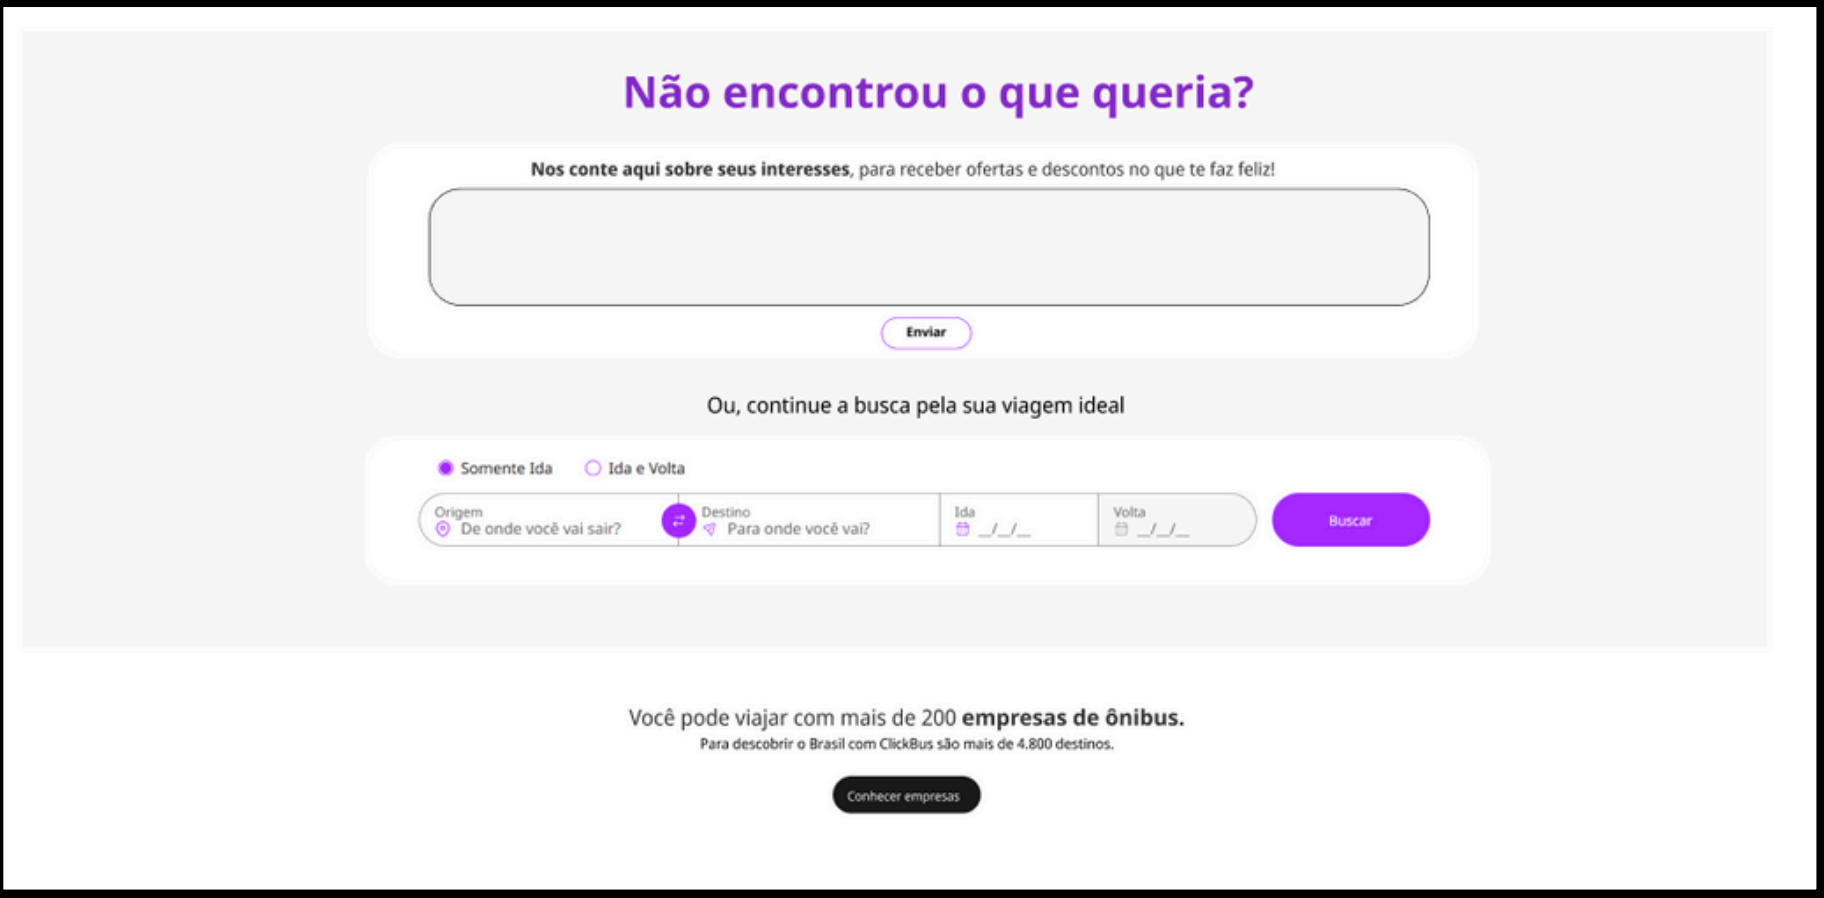 Não encontrou o que queria?
Nos conte aqui sobre seus interesses, para receber ofertas e descontos no que te faz feliz!
Enviar
Ou, continue a busca pela sua viagem ideal
Somente Ida Ida e Volta
Origem Destino Ida Volta
De onde você vai sair? Para onde você vai? __/__/__ __/__/__
Buscar
Você pode viajar com mais de 200 empresas de ônibus.
Para descobrir o Brasil com ClickBus são mais de 4.800 destinos.
Conhecer empresas